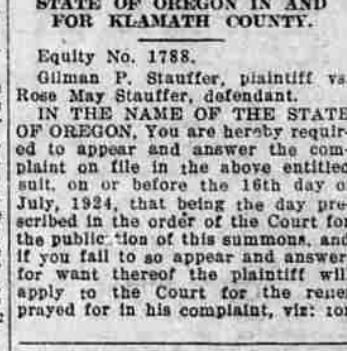 STATE OF OREGON IN AND
FOR KLAMATH COUNTY.
Equity No. 1788.
Gilman P. Stauffer, plaintiff vs.
Rose May Stauffer, defendant.
IN THE NAME OF THE STATE
OF OREGON, You are hereby requir-
ed to appear and answer the com-
plaint on file in the above entitled
suit, on or before the 16th day o
July, 1924, that being the day pre-
scribed in the order of the Court for
the publication of this summons, and
if you fail to so appear and answer
for want thereof the plaintiff will
apply to the Court for the relief
prayed for in his complaint, viz: for